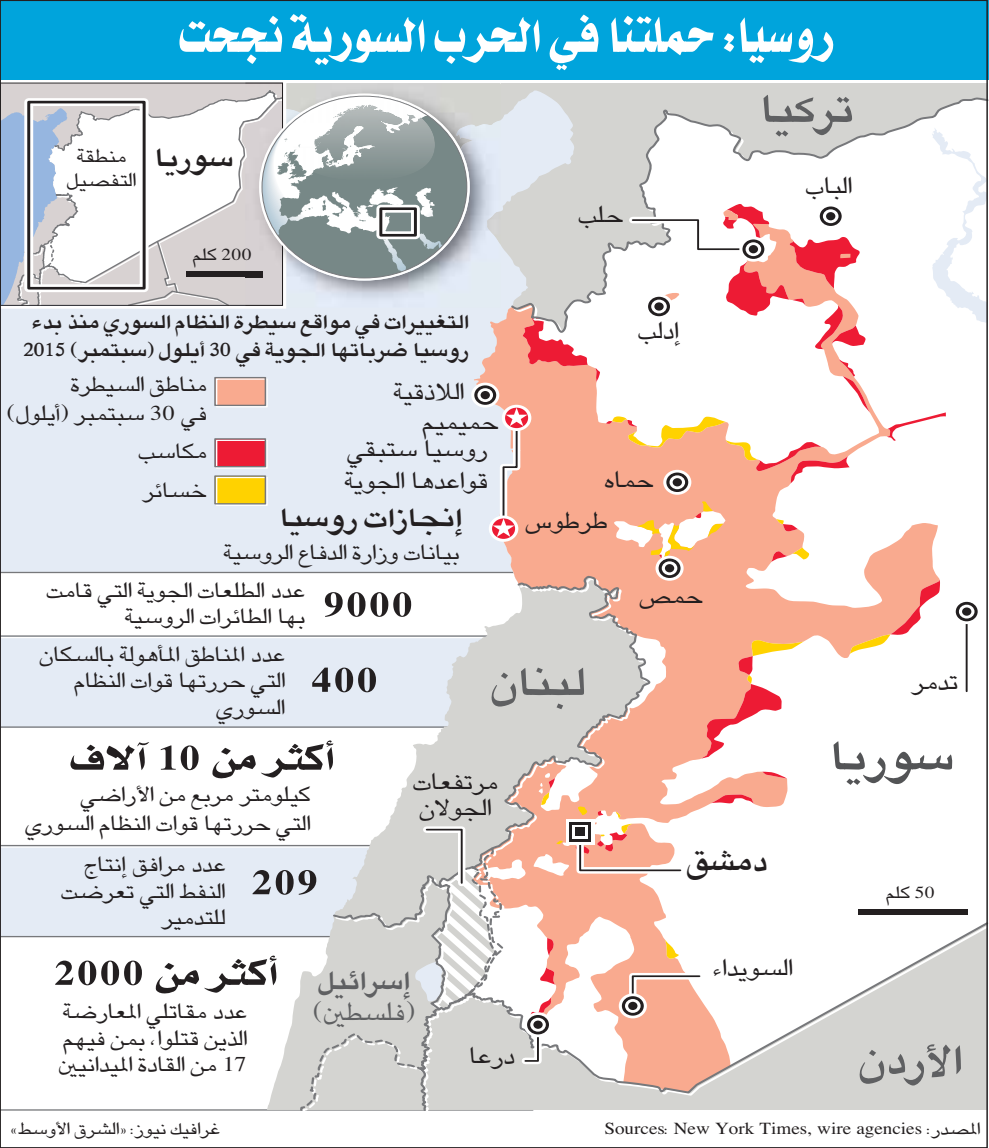 روسيا: حملتنا في الحرب السورية نجحت
سوريا
منطقة
التفصيل
200 كلم
تركيا
الباب
حلب
إدلب
التغييرات في مواقع سيطرة النظام السوري منذ بدء
روسيا ضرباتها الجوية في 30 أيلول (سبتمبر) 2015
مناطق السيطرة
في 30 سبتمبر (أيلول)
مكاسب
خسائر
اللاذقية
حميميم
روسيا ستبقي
قواعدها الجوية
طرطوس
حماه
حمص
تدمر
إنجازات روسيا
بيانات وزارة الدفاع الروسية
9000
عدد الطلعات الجوية التي قامت
بها الطائرات الروسية
400
عدد المناطق المأهولة بالسكان
التي حررتها قوات النظام
السوري
أكثر من 10 آلاف
كيلومتر مربع من الأراضي
التي حررتها قوات النظام السوري
209
عدد مرافق إنتاج
النفط التي تعرضت
للتدمير
أكثر من 2000
عدد مقاتلي المعارضة
الذين قتلوا، بمن فيهم
17 من القادة الميدانيين
لبنان
سوريا
مرتفعات
الجولان
دمشق
50 كلم
إسرائيل
(فلسطين)
السويداء
درعا
الأردن
المصدر: Sources: New York Times, wire agencies
غرافيك نيوز: «الشرق الأوسط»